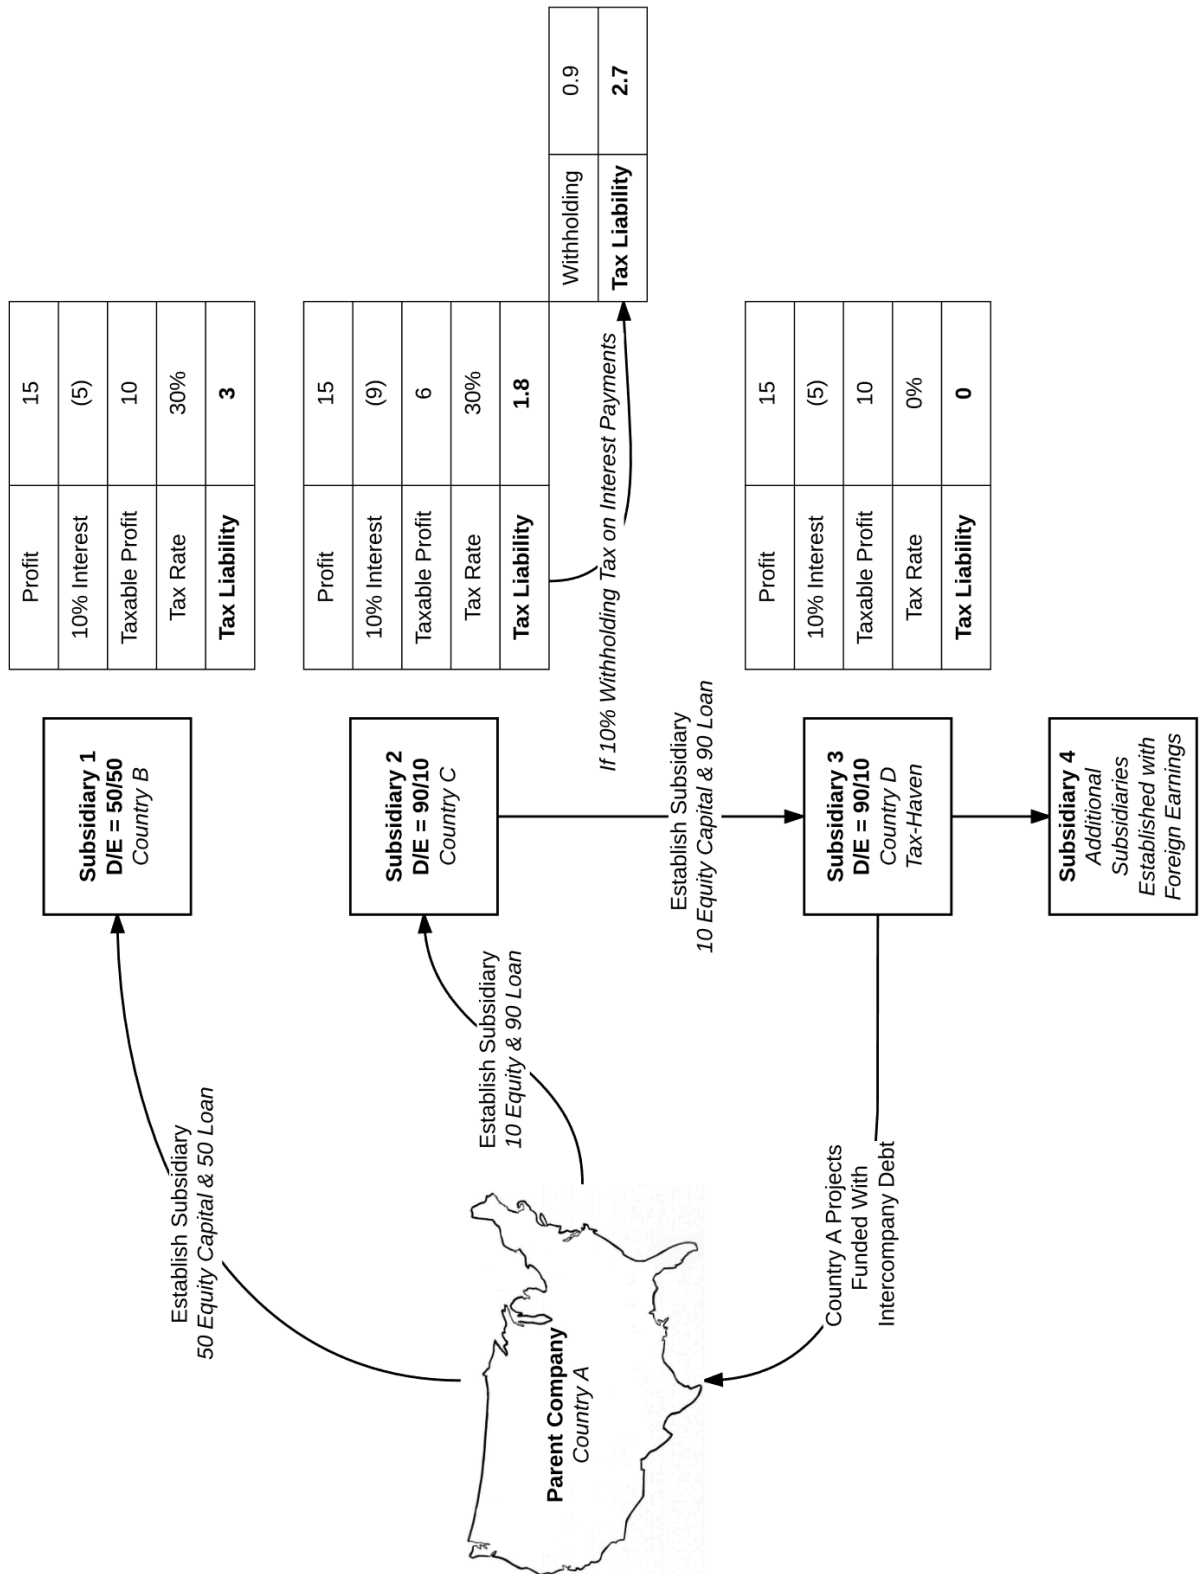 Parent Company
Country A
Establish Subsidiary
50 Equity Capital & 50 Loan
Subsidiary 1
D/E = 50/50
Country B
Profit 15
10% Interest (5)
Taxable Profit 10
Tax Rate 30%
Tax Liability 3
Establish Subsidiary
10 Equity & 90 Loan
Subsidiary 2
D/E = 90/10
Country C
Profit 15
10% Interest (9)
Taxable Profit 6
Tax Rate 30%
Tax Liability 1.8
If 10% Withholding Tax on Interest Payments
Withholding 0.9
Tax Liability 2.7
Establish Subsidiary
10 Equity Capital & 90 Loan
Subsidiary 3
D/E = 90/10
Country D
Tax-Haven
Profit 15
10% Interest (5)
Taxable Profit 10
Tax Rate 0%
Tax Liability 0
Country A Projects
Funded With
Intercompany Debt
Subsidiary 4
Additional
Subsidiaries
Established with
Foreign Earnings